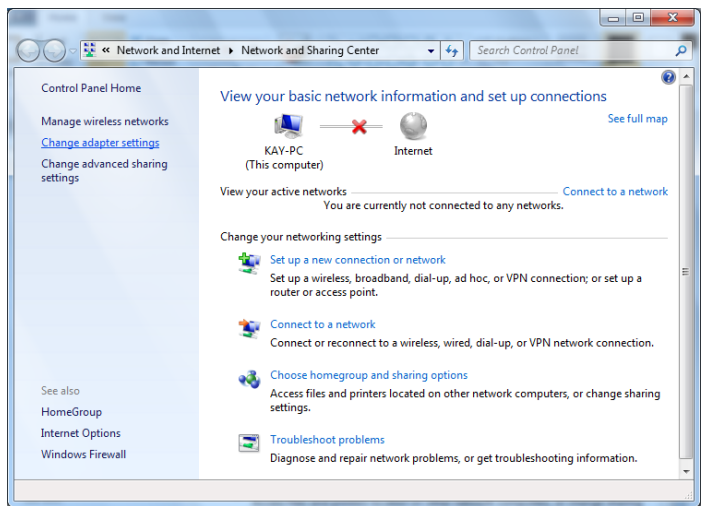 « Network and Internet ▸ Network and Sharing Center
Search Control Panel
Control Panel Home
Manage wireless networks
Change adapter settings
Change advanced sharing
settings
See also
HomeGroup
Internet Options
Windows Firewall
View your basic network information and set up connections
See full map
KAY-PC
(This computer)
Internet
View your active networks
Connect to a network
You are currently not connected to any networks.
Change your networking settings
Set up a new connection or network
Set up a wireless, broadband, dial-up, ad hoc, or VPN connection; or set up a
router or access point.
Connect to a network
Connect or reconnect to a wireless, wired, dial-up, or VPN network connection.
Choose homegroup and sharing options
Access files and printers located on other network computers, or change sharing
settings.
Troubleshoot problems
Diagnose and repair network problems, or get troubleshooting information.